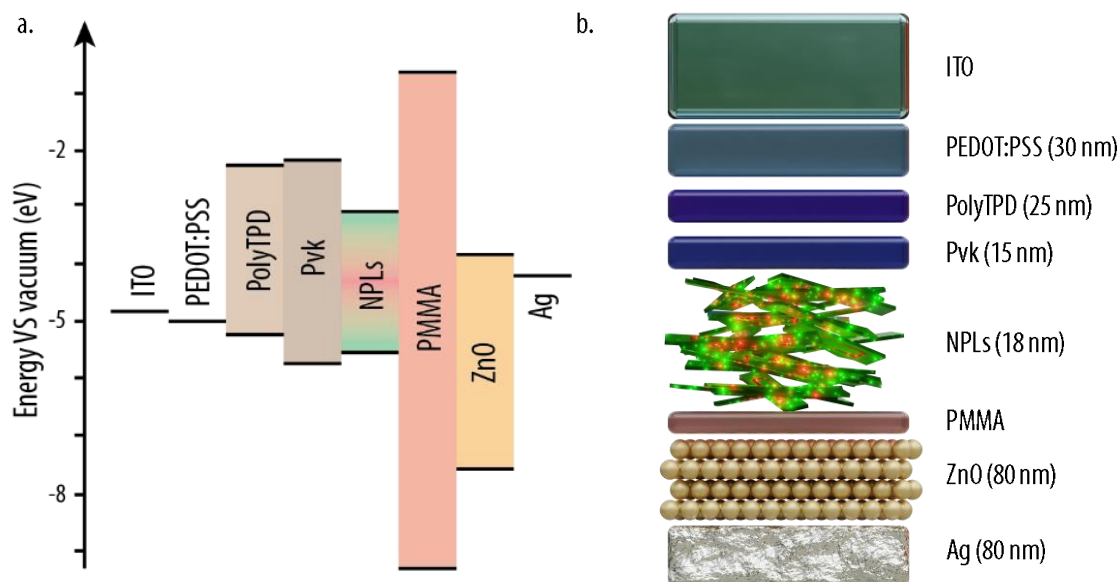 a.
Energy VS vacuum (eV)
-2
-5
-8
ITO
PEDOT:PSS
PolyTPD
Pvk
NPLs
PMMA
ZnO
Ag
b.
ITO
PEDOT:PSS (30 nm)
PolyTPD (25 nm)
Pvk (15 nm)
NPLs (18 nm)
PMMA
ZnO (80 nm)
Ag (80 nm)